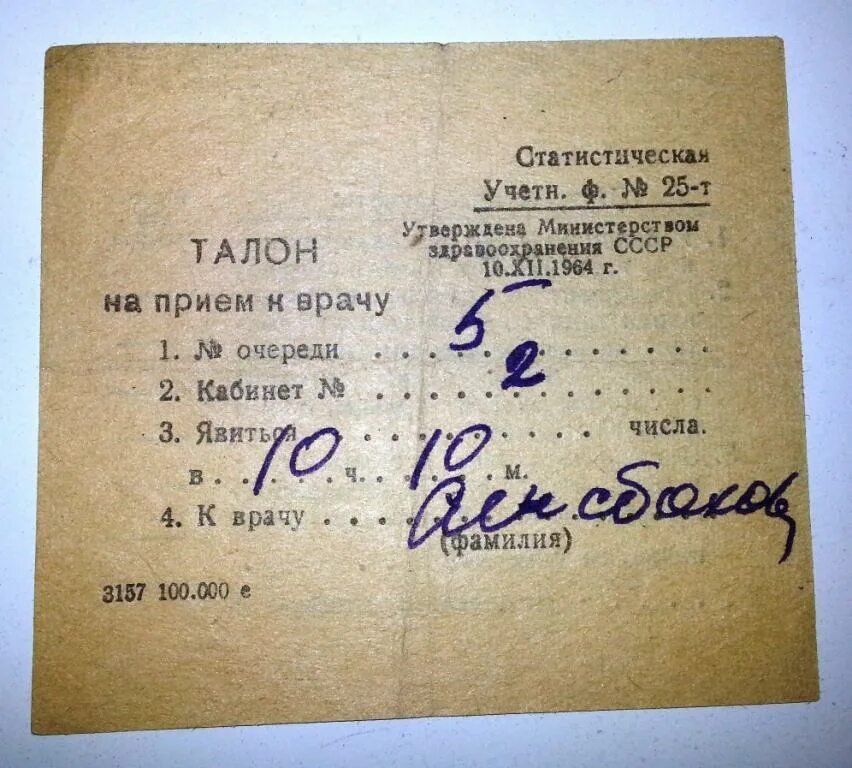 Статистическая
Учетн. ф. № 25-т
Утверждена Министерством
здравоохранения СССР
10.XII.1964 г.
ТАЛОН
на прием к врачу
1. № очереди . . . 5 . . . . . . . . .
2. Кабинет № . . . . . 2 . . . . . . .
3. Явиться . . . . . . . . . . числа.
в . . 10 . . ч. . 10 . . м.
4. К врачу . . . . .
(фамилия)
3157 100.000 е